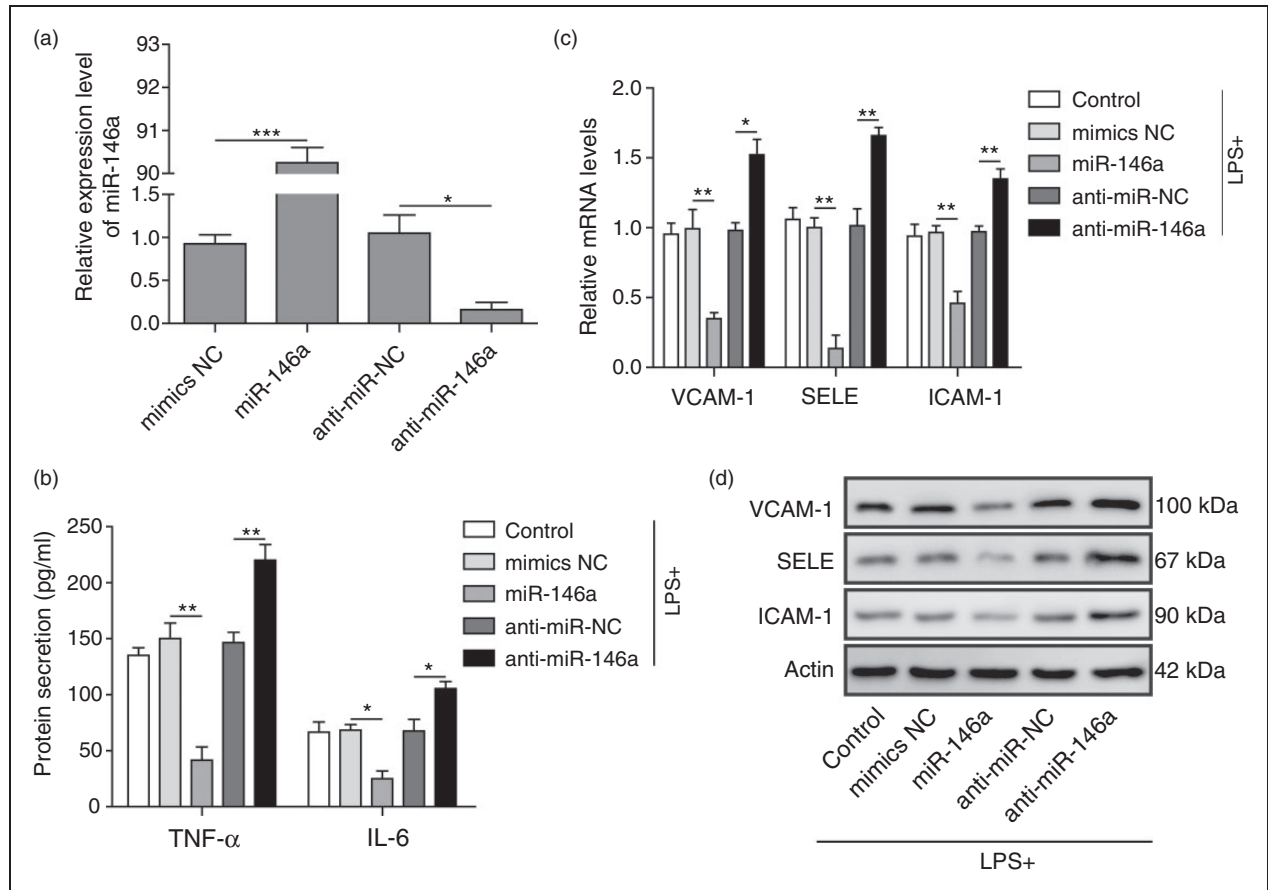 (a)
Relative expression level
of miR-146a
93
92
91
90
1.5
1.0
0.5
0.0
***
*
mimics NC
miR-146a
anti-miR-NC
anti-miR-146a
(c)
Relative mRNA levels
2.0
1.5
1.0
0.5
0.0
**
*
**
**
**
**
VCAM-1
SELE
ICAM-1
Control
mimics NC
miR-146a
anti-miR-NC
anti-miR-146a
LPS+
(b)
Protein secretion (pg/ml)
250
200
150
100
50
0
**
**
*
*
TNF-α
IL-6
Control
mimics NC
miR-146a
anti-miR-NC
anti-miR-146a
LPS+
(d)
VCAM-1 100 kDa
SELE 67 kDa
ICAM-1 90 kDa
Actin 42 kDa
Control
mimics NC
miR-146a
anti-miR-NC
anti-miR-146a
LPS+